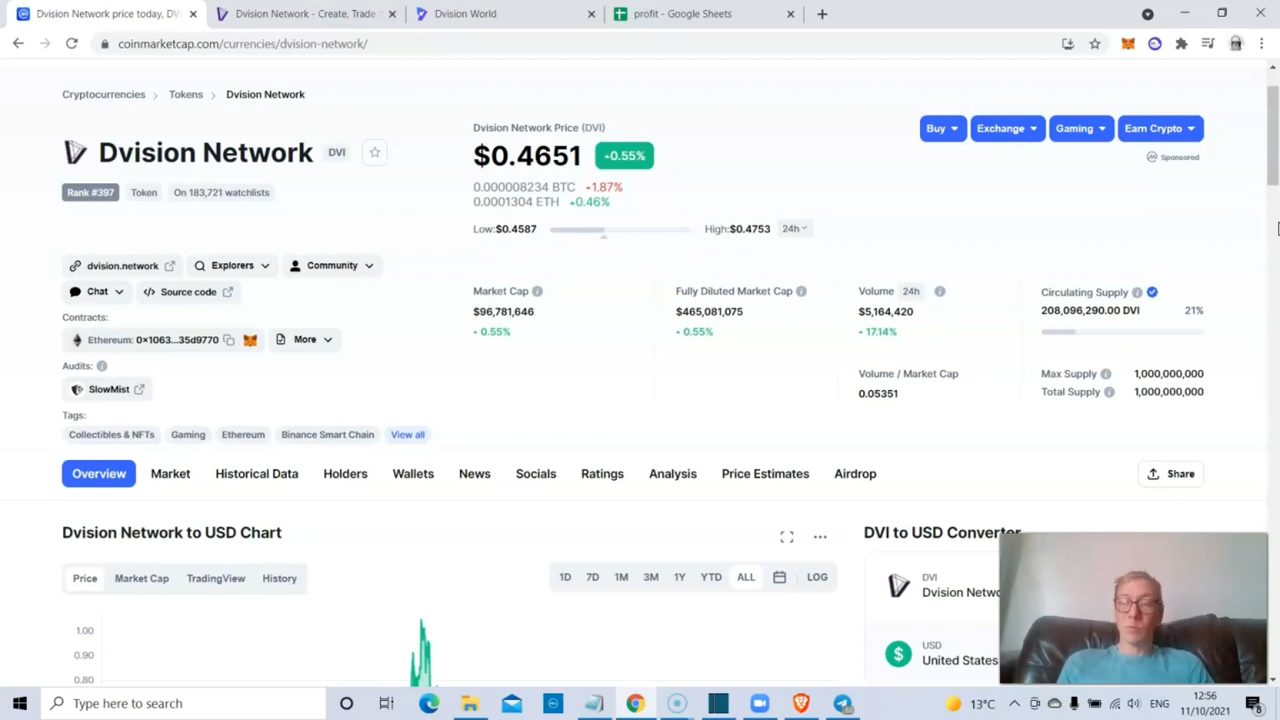 Dvision Network price today, DV
Dvision Network - Create, Trade
Dvision World
profit - Google Sheets
coinmarketcap.com/currencies/dvision-network/
Cryptocurrencies > Tokens > Dvision Network
Dvision Network DVI
Rank #397 Token On 183,721 watchlists
dvision.network Explorers Community
Chat Source code
Contracts:
Ethereum: 0x1063...35d9770 More
Audits:
SlowMist
Tags:
Collectibles & NFTs Gaming Ethereum Binance Smart Chain View all
Dvision Network Price (DVI)
$0.4651 0.55%
0.000008234 BTC 1.87%
0.0001304 ETH 0.46%
Low:$0.4587 High:$0.4753 24h
Buy Exchange Gaming Earn Crypto
Sponsored
Market Cap
$96,781,646
0.55%
Fully Diluted Market Cap
$465,081,075
0.55%
Volume 24h
$5,164,420
17.14%
Volume / Market Cap
0.05351
Circulating Supply
208,096,290.00 DVI 21%
Max Supply 1,000,000,000
Total Supply 1,000,000,000
Overview Market Historical Data Holders Wallets News Socials Ratings Analysis Price Estimates Airdrop Share
Dvision Network to USD Chart
Price Market Cap TradingView History
1D 7D 1M 3M 1Y YTD ALL LOG
1.00
0.90
0.80
DVI to USD Converter
DVI
Dvision Netwo
USD
United States
Type here to search
13°C ENG
12:56
11/10/2021
8